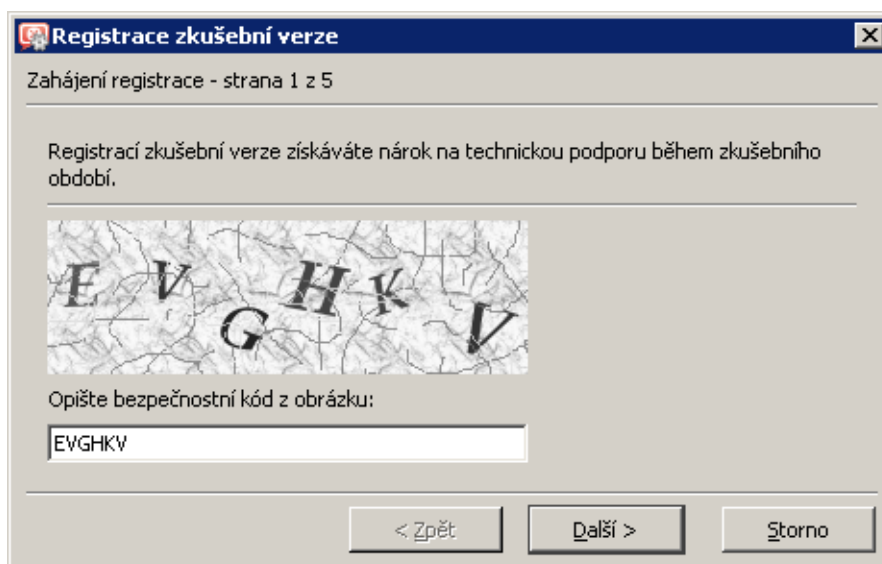 Registrace zkušební verze
Zahájení registrace - strana 1 z 5
Registrací zkušební verze získáváte nárok na technickou podporu během zkušebního
období.
E V G H K V
Opište bezpečnostní kód z obrázku:
EVGHKV
< Zpět Další > Storno